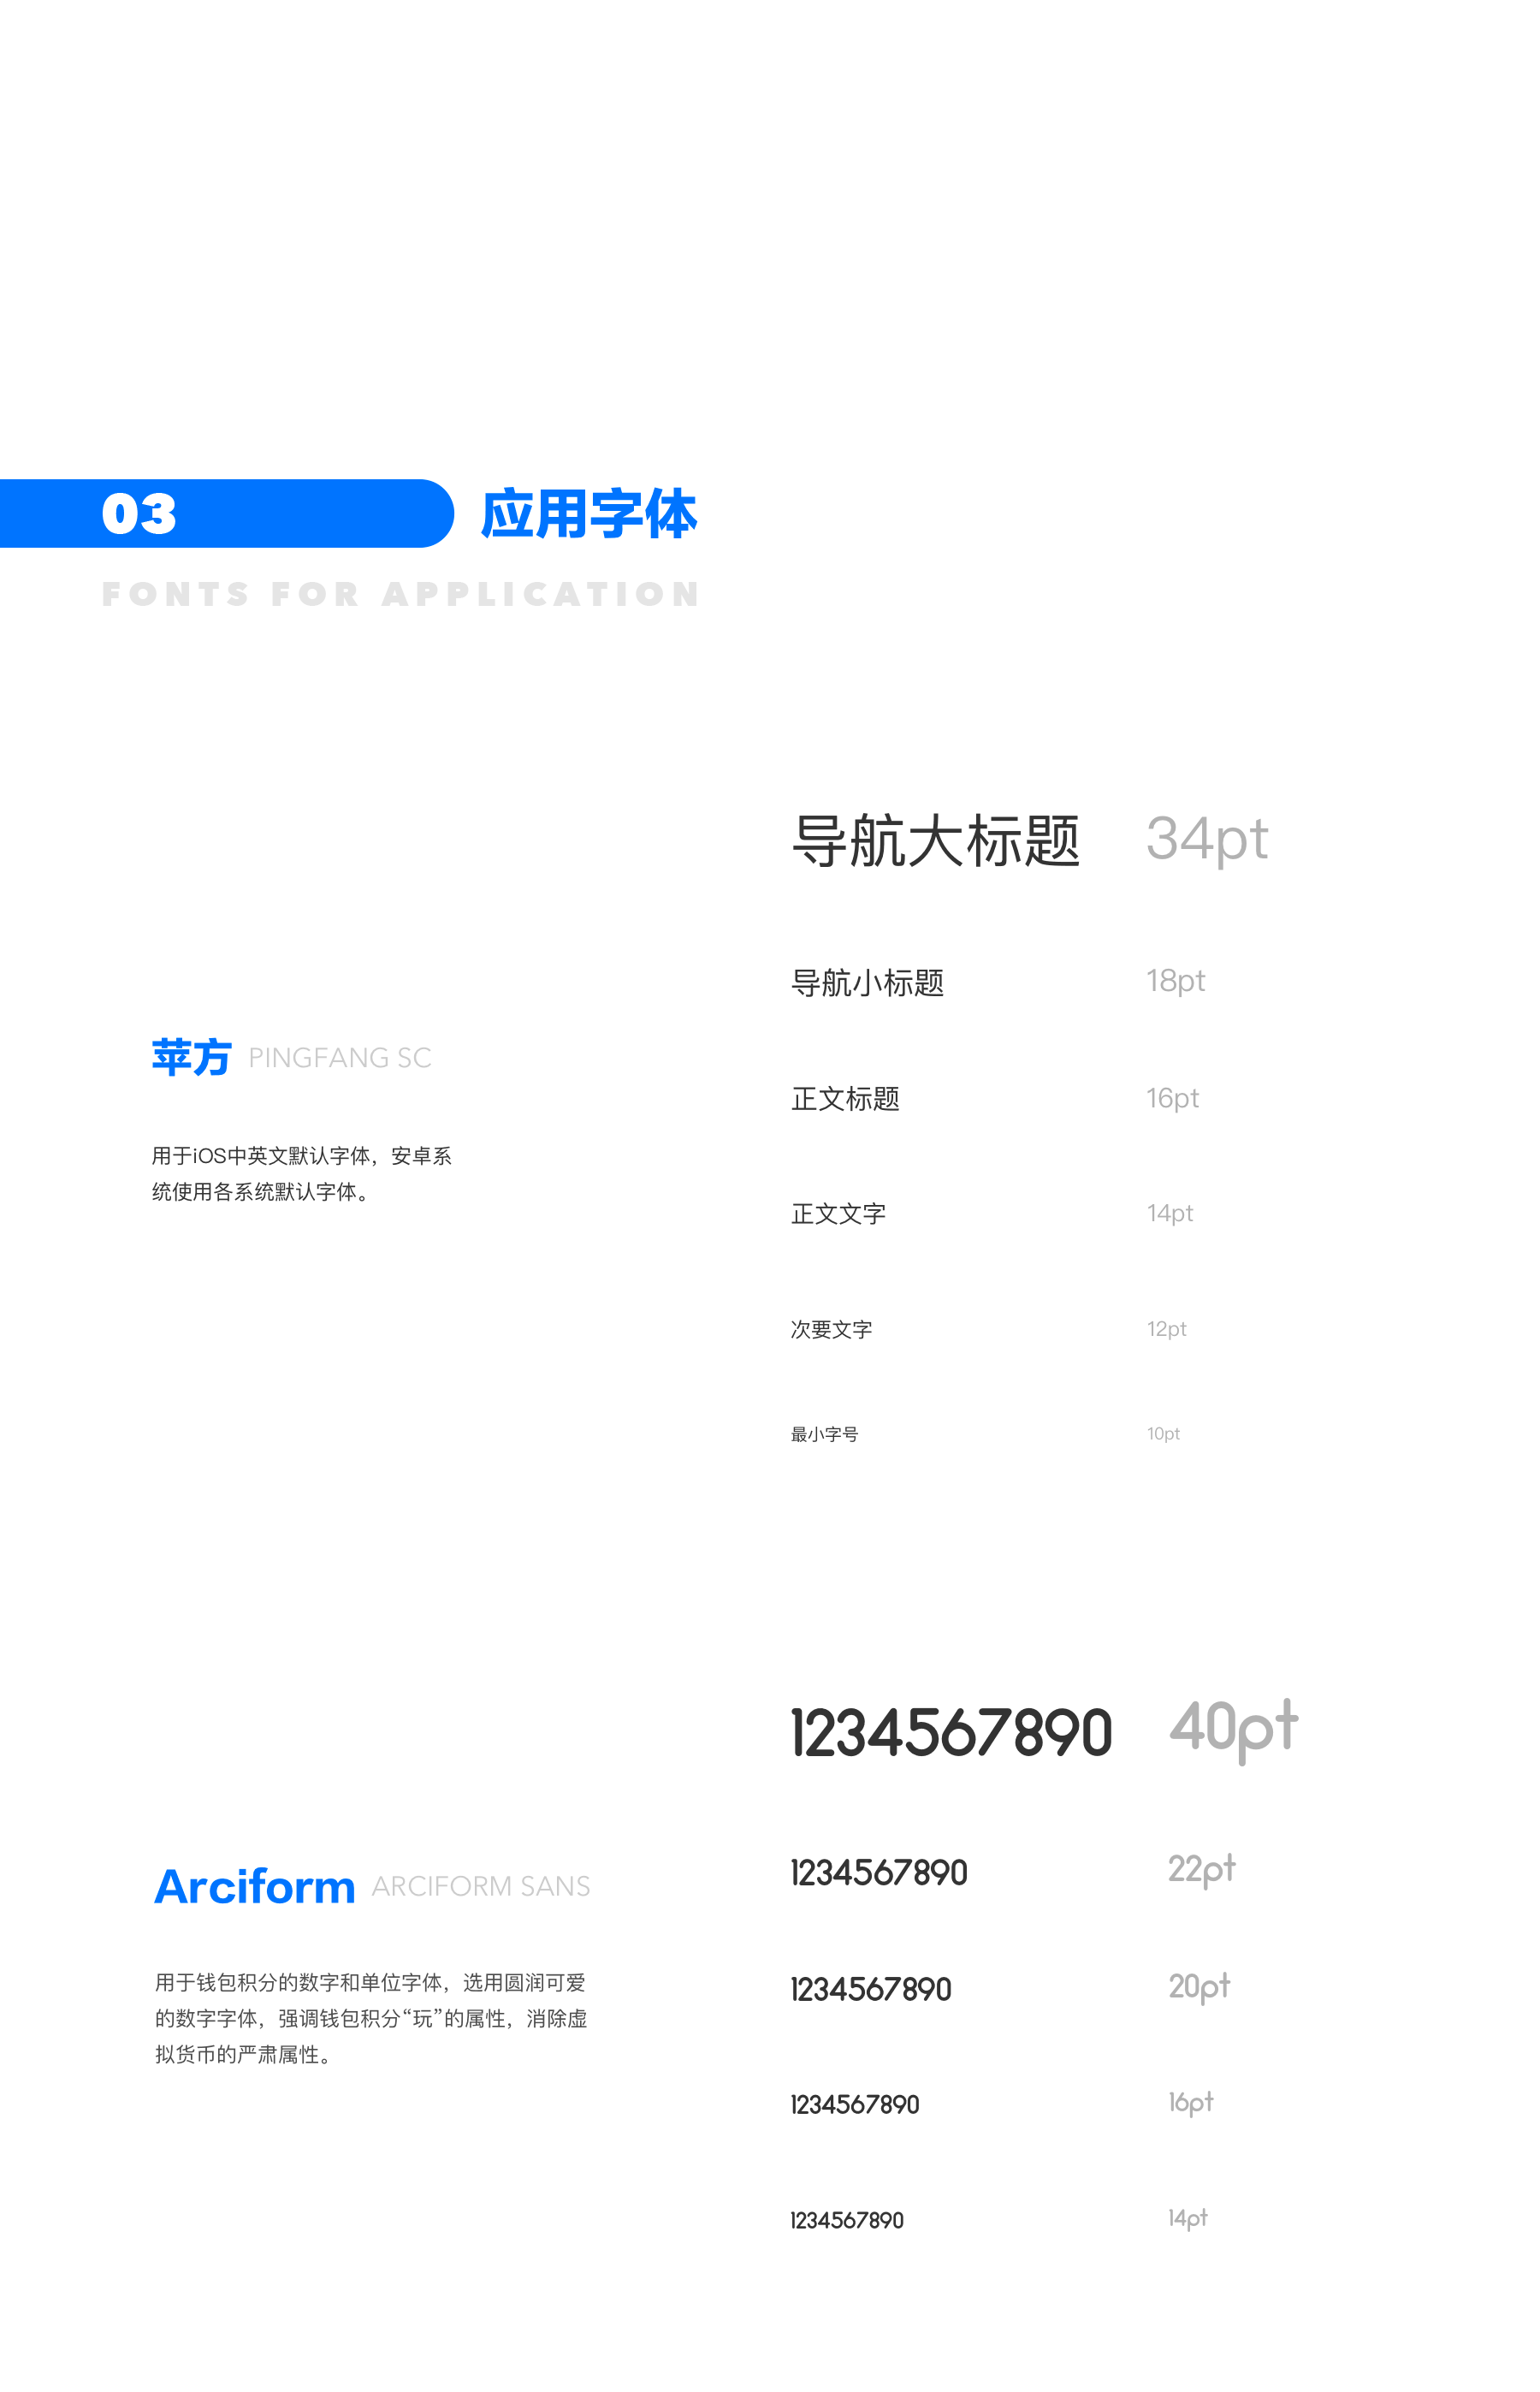 03 应用字体
FONTS FOR APPLICATION
苹方 PINGFANG SC
用于iOS中英文默认字体，安卓系
统使用各系统默认字体。
导航大标题 34pt
导航小标题 18pt
正文标题 16pt
正文文字 14pt
次要文字 12pt
最小字号 10pt
Arciform ARCIFORM SANS
用于钱包积分的数字和单位字体，选用圆润可爱
的数字字体，强调钱包积分“玩”的属性，消除虚
拟货币的严肃属性。
1234567890 40pt
1234567890 22pt
1234567890 20pt
1234567890 16pt
1234567890 14pt